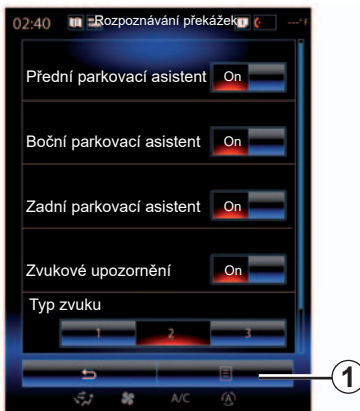 02:40 Rozpoznávání překážek ---°F
Přední parkovací asistent On
Boční parkovací asistent On
Zadní parkovací asistent On
Zvukové upozornění On
Typ zvuku
1 2 3
1
A/C